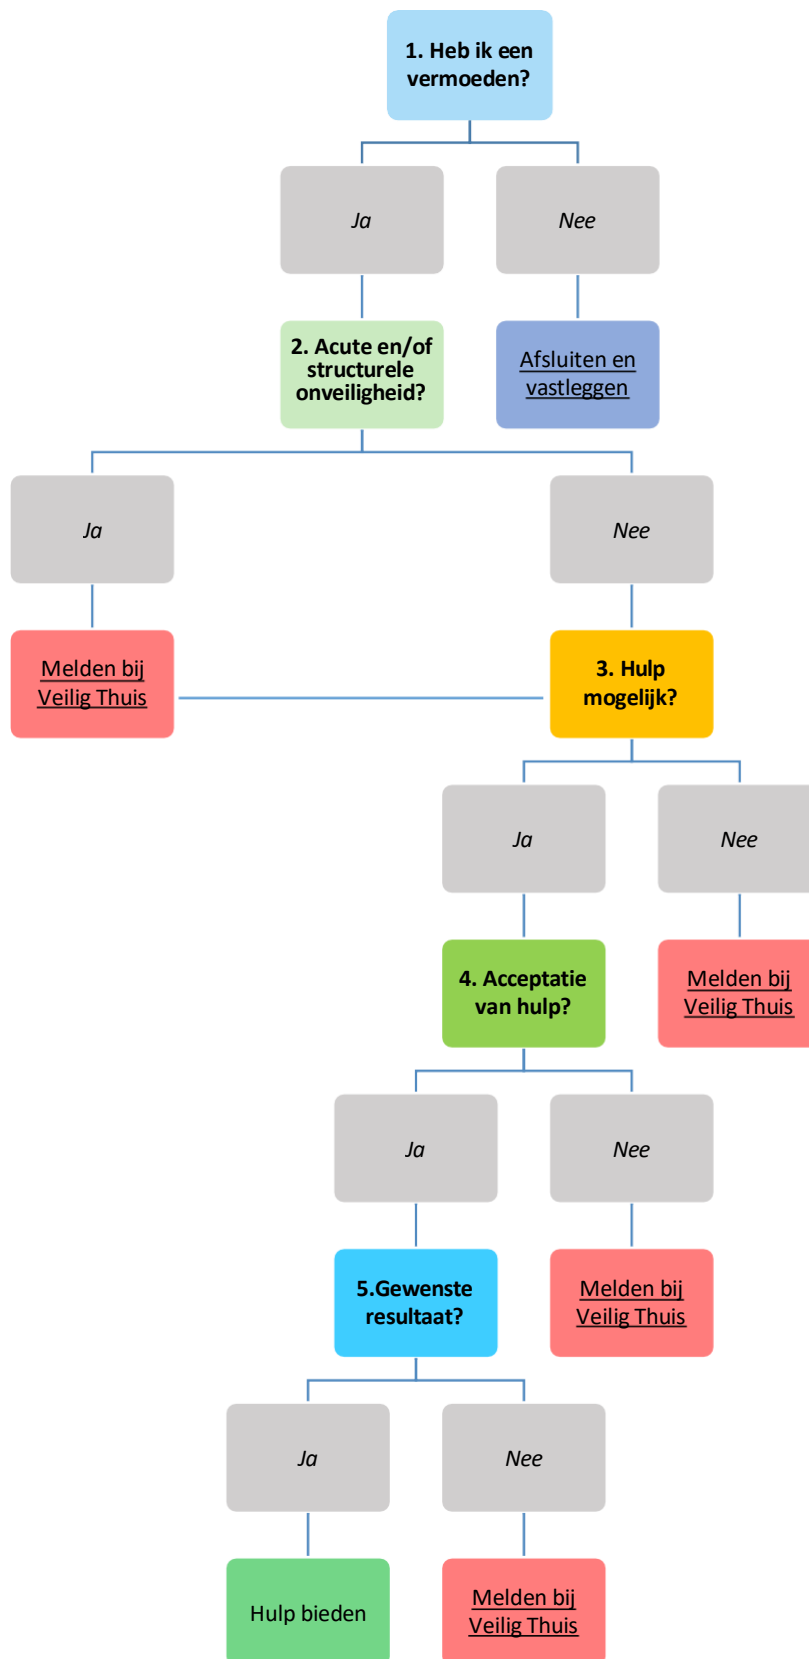 1. Heb ik een
vermoeden?
Ja
Nee
2. Acute en/of
structurele
onveiligheid?
Afsluiten en
vastleggen
Ja
Nee
Melden bij
Veilig Thuis
3. Hulp
mogelijk?
Ja
Nee
4. Acceptatie
van hulp?
Melden bij
Veilig Thuis
Ja
Nee
5.Gewenste
resultaat?
Melden bij
Veilig Thuis
Ja
Nee
Hulp bieden
Melden bij
Veilig Thuis